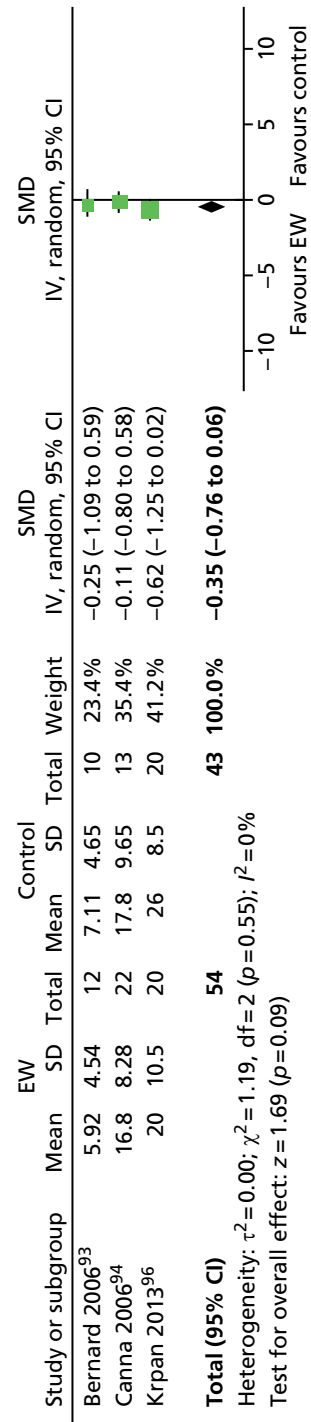 EW Control SMD SMD
Study or subgroup Mean SD Total Mean SD Total Weight IV, random, 95% CI IV, random, 95% CI
Bernard 2006⁹³ 5.92 4.54 12 7.11 4.65 10 23.4% −0.25 (−1.09 to 0.59)
Canna 2006⁹⁴ 16.8 8.28 22 17.8 9.65 13 35.4% −0.11 (−0.80 to 0.58)
Krpan 2013⁹⁶ 20 10.5 20 26 8.5 20 41.2% −0.62 (−1.25 to 0.02)
Total (95% CI) 54 43 100.0% −0.35 (−0.76 to 0.06)
Heterogeneity: τ²=0.00; χ²=1.19, df=2 (p=0.55); I²=0%
Test for overall effect: z=1.69 (p=0.09)
−10 −5 0 5 10
Favours EW Favours control